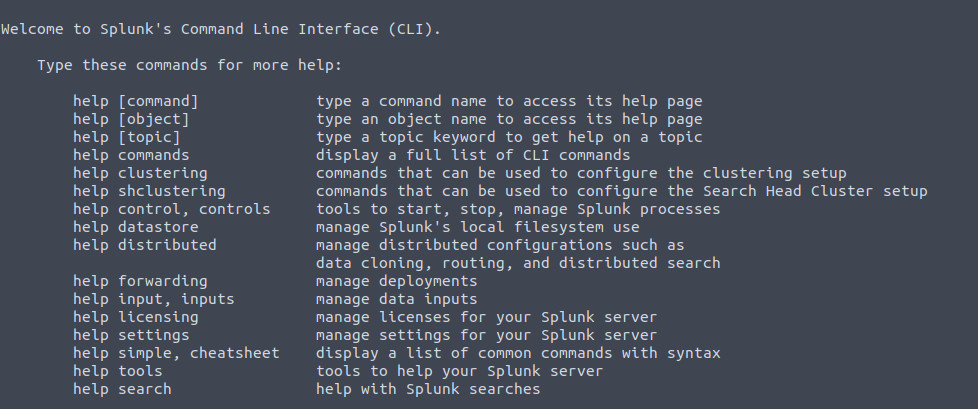 Welcome to Splunk's Command Line Interface (CLI).
Type these commands for more help:
help [command] type a command name to access its help page
help [object] type an object name to access its help page
help [topic] type a topic keyword to get help on a topic
help commands display a full list of CLI commands
help clustering commands that can be used to configure the clustering setup
help shclustering commands that can be used to configure the Search Head Cluster setup
help control, controls tools to start, stop, manage Splunk processes
help datastore manage Splunk's local filesystem use
help distributed manage distributed configurations such as
data cloning, routing, and distributed search
help forwarding manage deployments
help input, inputs manage data inputs
help licensing manage licenses for your Splunk server
help settings manage settings for your Splunk server
help simple, cheatsheet display a list of common commands with syntax
help tools tools to help your Splunk server
help search help with Splunk searches